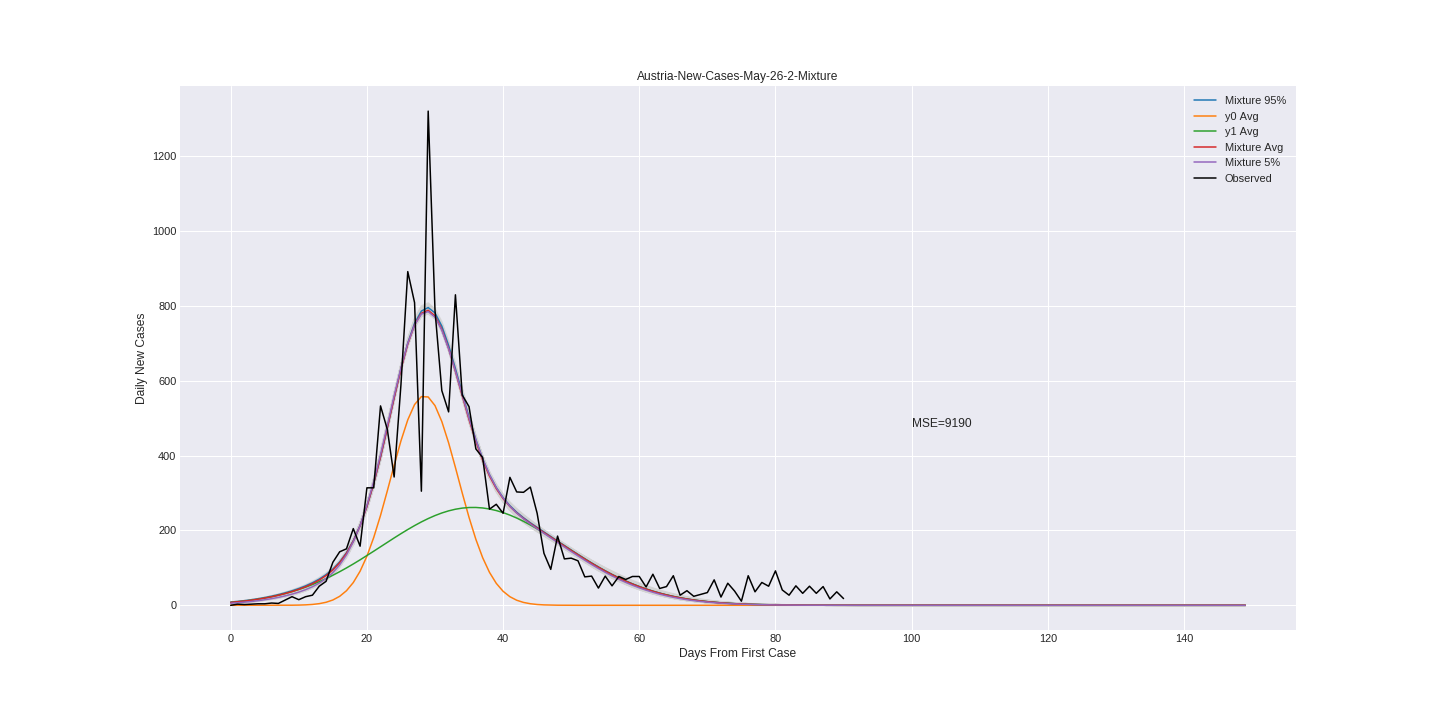 Austria-New-Cases-May-26-2-Mixture
Mixture 95%
y0 Avg
y1 Avg
Mixture Avg
Mixture 5%
Observed
1200
1000
800
600
400
200
0
Daily New Cases
MSE=9190
0 20 40 60 80 100 120 140
Days From First Case